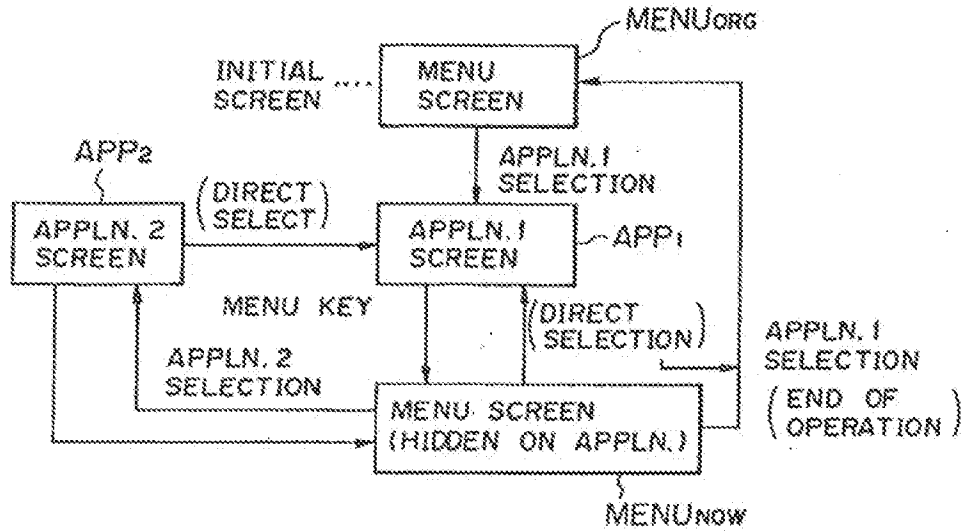 MENUORG
INITIAL
SCREEN
MENU
SCREEN
APPLN.1
SELECTION
APP2
(DIRECT
SELECT)
APPLN. 2
SCREEN
APPLN.1
SCREEN
APP1
MENU KEY
(DIRECT
SELECTION)
APPLN. 2
SELECTION
APPLN.1
SELECTION
(END OF
OPERATION)
MENU SCREEN
(HIDDEN ON APPLN.)
MENUNOW